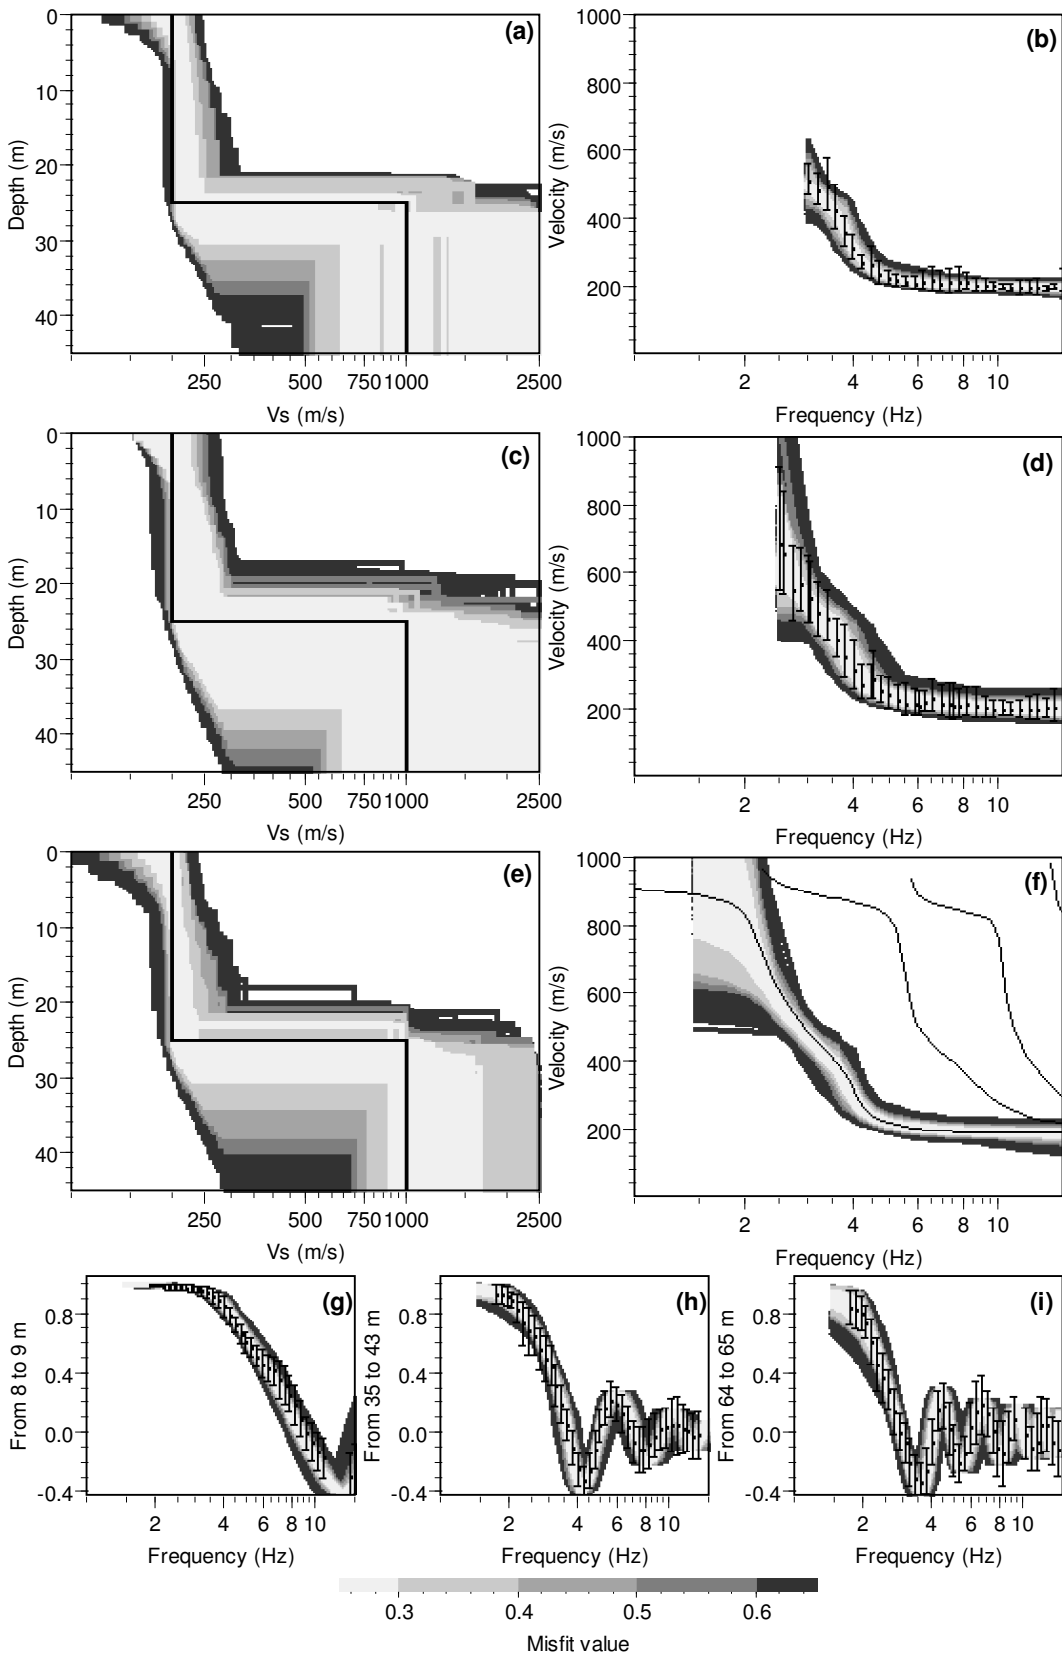 (a)
0
10
20
30
40
Depth (m)
250 500 750 1000 2500
Vs (m/s)
(b)
1000
800
600
400
200
Velocity (m/s)
2 4 6 8 10
Frequency (Hz)
(c)
0
10
20
30
40
Depth (m)
250 500 750 1000 2500
Vs (m/s)
(d)
1000
800
600
400
200
Velocity (m/s)
2 4 6 8 10
Frequency (Hz)
(e)
0
10
20
30
40
Depth (m)
250 500 750 1000 2500
Vs (m/s)
(f)
1000
800
600
400
200
Velocity (m/s)
2 4 6 8 10
Frequency (Hz)
(g)
0.8
0.4
0.0
-0.4
From 8 to 9 m
2 4 6 8 10
Frequency (Hz)
(h)
0.8
0.4
0.0
-0.4
From 35 to 43 m
2 4 6 8 10
Frequency (Hz)
(i)
0.8
0.4
0.0
-0.4
From 64 to 65 m
2 4 6 8 10
Frequency (Hz)
0.3 0.4 0.5 0.6
Misfit value